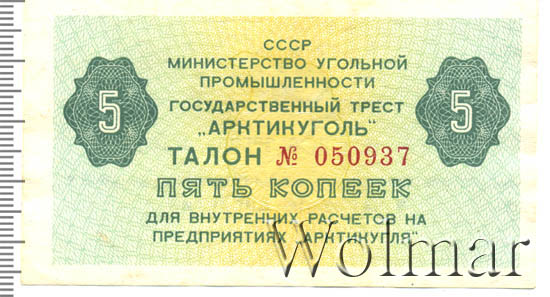 СССР
МИНИСТЕРСТВО УГОЛЬНОЙ
ПРОМЫШЛЕННОСТИ
ГОСУДАРСТВЕННЫЙ ТРЕСТ
„АРКТИКУГОЛЬ"
5 5
ТАЛОН № 050937
ПЯТЬ КОПЕЕК
ДЛЯ ВНУТРЕННИХ РАСЧЕТОВ НА
ПРЕДПРИЯТИЯХ „АРКТИКУГЛЯ"
Wolmar